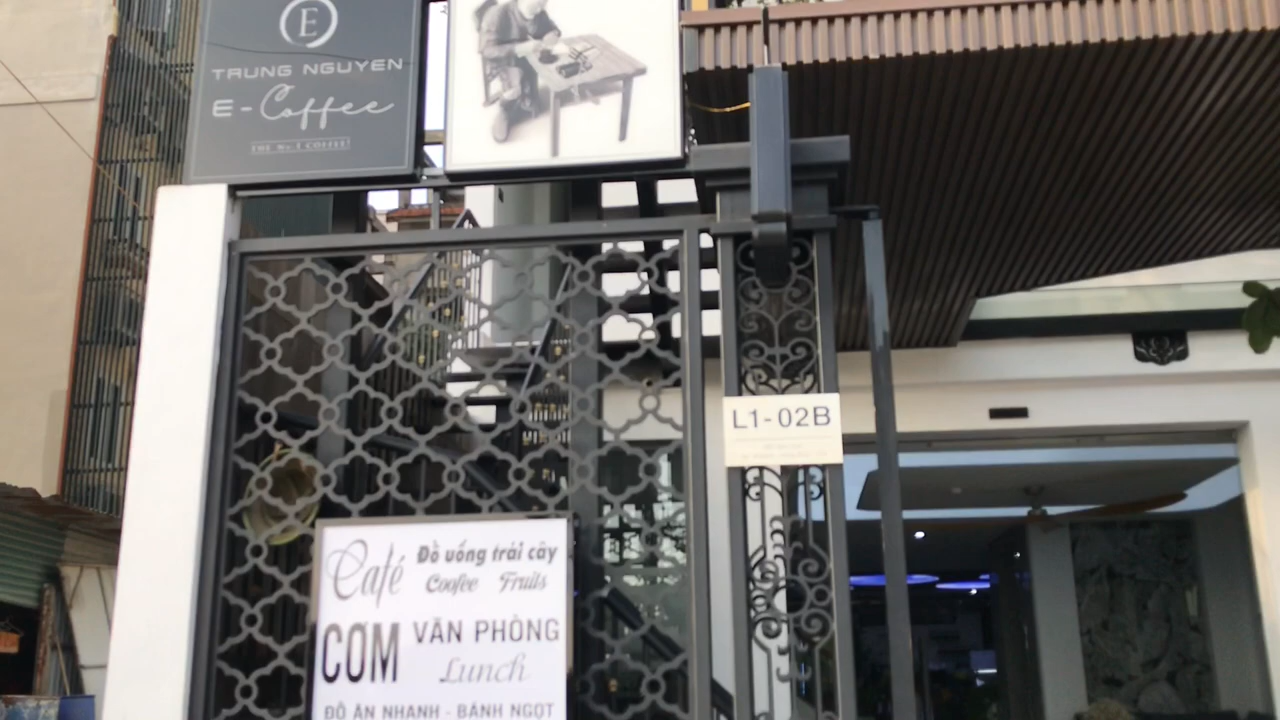 E
TRUNG NGUYEN
E-Coffee
THE No.1 COFFEE
L1-02B
Café
Đồ uống trái cây
Coofee Fruits
CƠM
VĂN PHÒNG
Lunch
ĐỒ ĂN NHANH - BÁNH NGỌT